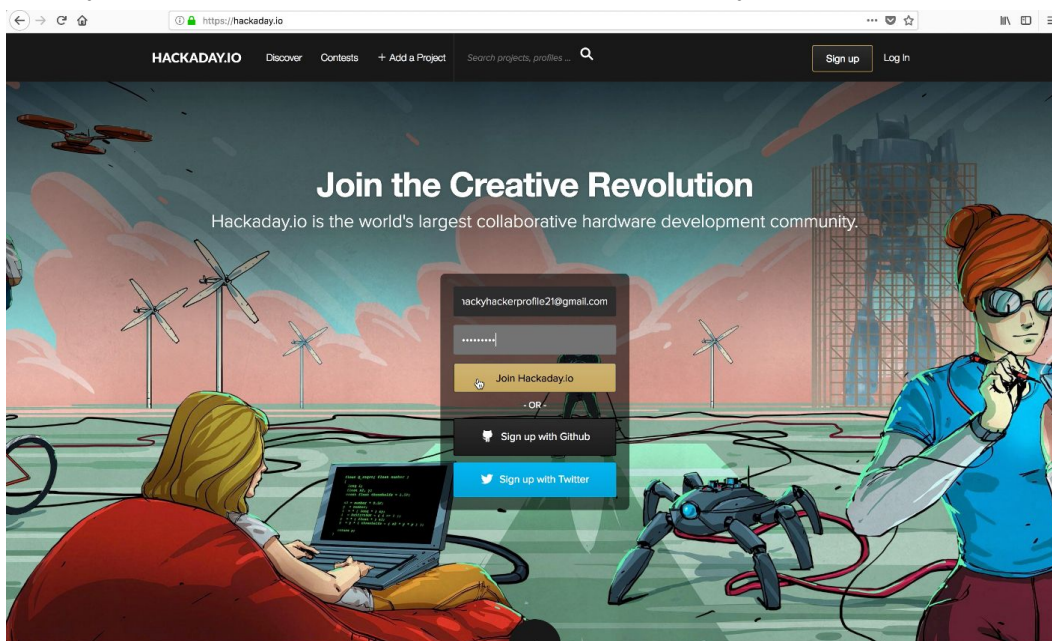 https://hackaday.io
HACKADAY.IO Discover Contests + Add a Project Search projects, profiles ... Sign up Log In
Join the Creative Revolution
Hackaday.io is the world's largest collaborative hardware development community.
hackyhackerprofile21@gmail.com
•••••••••
Join Hackaday.io
- OR -
Sign up with Github
Sign up with Twitter